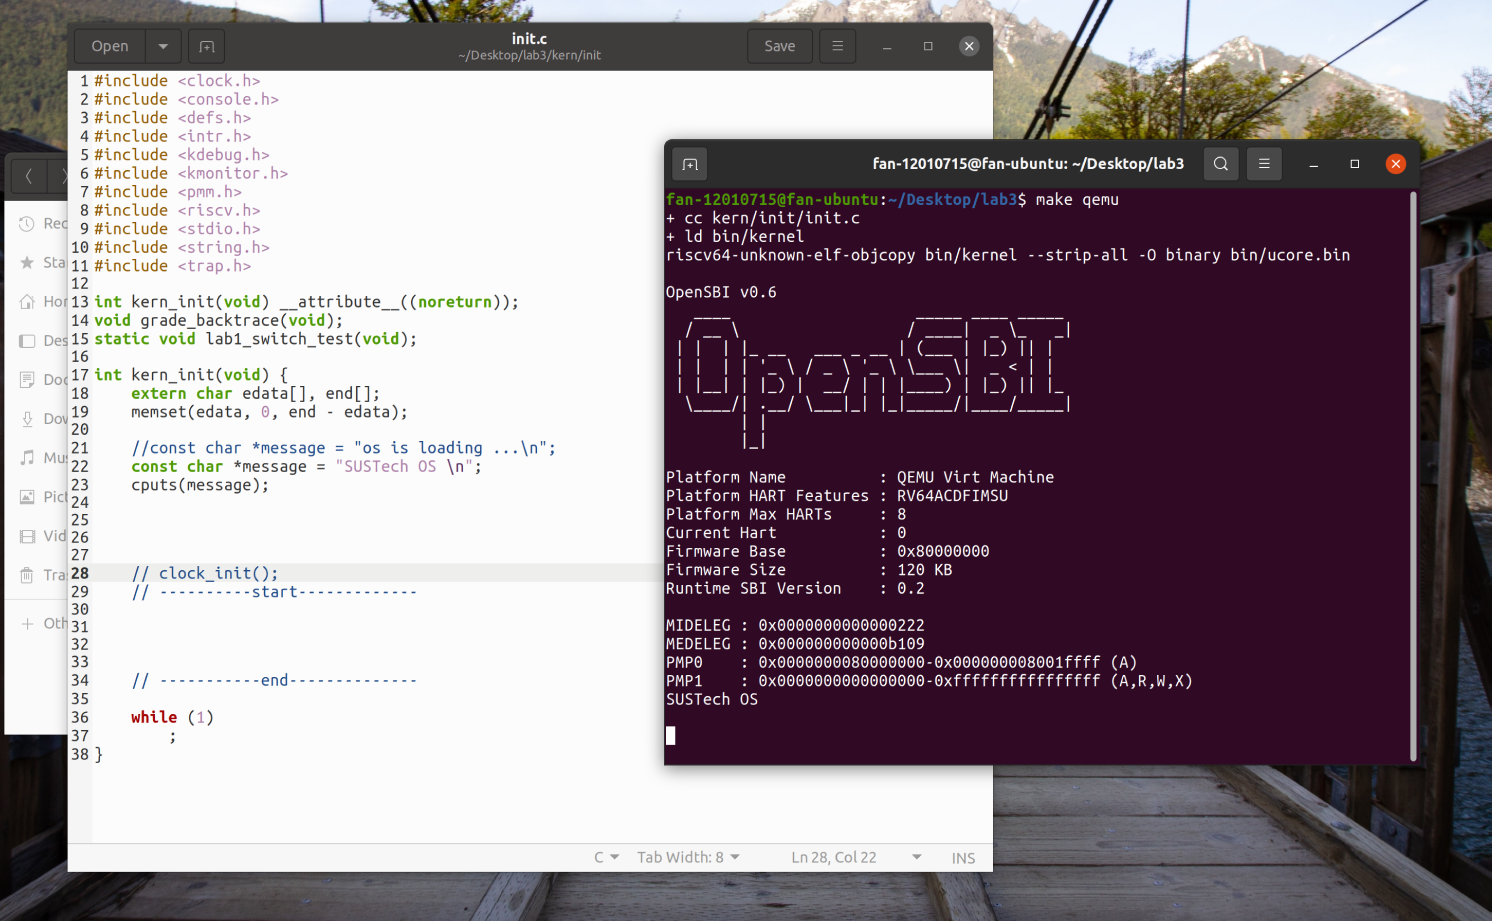 Open
init.c
~/Desktop/lab3/kern/init
Save
1 #include <clock.h>
2 #include <console.h>
3 #include <defs.h>
4 #include <intr.h>
5 #include <kdebug.h>
6 #include <kmonitor.h>
7 #include <pmm.h>
8 #include <riscv.h>
9 #include <stdio.h>
10 #include <string.h>
11 #include <trap.h>
12
13 int kern_init(void) __attribute__((noreturn));
14 void grade_backtrace(void);
15 static void lab1_switch_test(void);
16
17 int kern_init(void) {
18     extern char edata[], end[];
19     memset(edata, 0, end - edata);
20
21     //const char *message = "os is loading ...\n";
22     const char *message = "SUSTech OS \n";
23     cputs(message);
24
25
26
27
28     // clock_init();
29     // ----------start-------------
30
31
32
33
34     // -----------end--------------
35
36     while (1)
37         ;
38 }
C
Tab Width: 8
Ln 28, Col 22
INS
Rec
Sta
Hor
Des
Doc
Dov
Mus
Pict
Vid
Tra
+ Oth
fan-12010715@fan-ubuntu: ~/Desktop/lab3
fan-12010715@fan-ubuntu:~/Desktop/lab3$ make qemu
+ cc kern/init/init.c
+ ld bin/kernel
riscv64-unknown-elf-objcopy bin/kernel --strip-all -O binary bin/ucore.bin
OpenSBI v0.6
OpenSBI
Platform Name          : QEMU Virt Machine
Platform HART Features : RV64ACDFIMSU
Platform Max HARTs     : 8
Current Hart           : 0
Firmware Base          : 0x80000000
Firmware Size          : 120 KB
Runtime SBI Version    : 0.2
MIDELEG : 0x0000000000000222
MEDELEG : 0x000000000000b109
PMP0    : 0x0000000080000000-0x000000008001ffff (A)
PMP1    : 0x0000000000000000-0xffffffffffffffff (A,R,W,X)
SUSTech OS